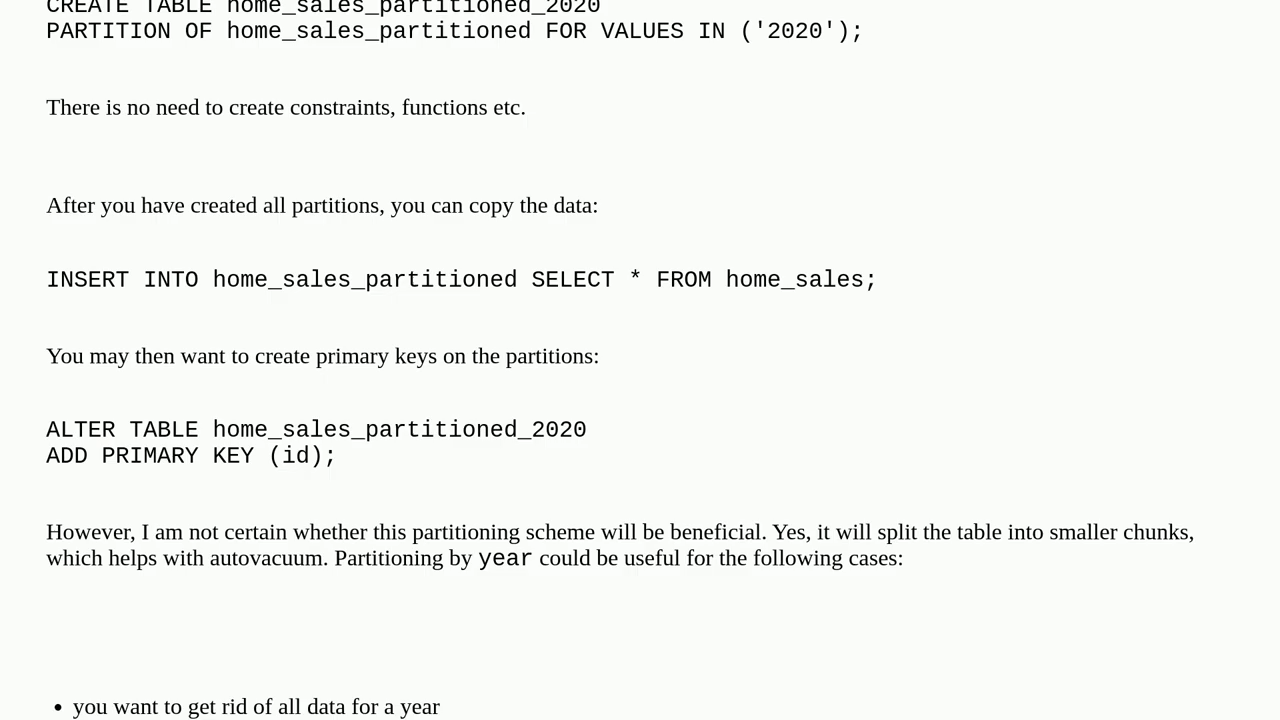 CREATE TABLE home_sales_partitioned_2020
PARTITION OF home_sales_partitioned FOR VALUES IN ('2020');
There is no need to create constraints, functions etc.
After you have created all partitions, you can copy the data:
INSERT INTO home_sales_partitioned SELECT * FROM home_sales;
You may then want to create primary keys on the partitions:
ALTER TABLE home_sales_partitioned_2020
ADD PRIMARY KEY (id);
However, I am not certain whether this partitioning scheme will be beneficial. Yes, it will split the table into smaller chunks,
which helps with autovacuum. Partitioning by year could be useful for the following cases:
• you want to get rid of all data for a year